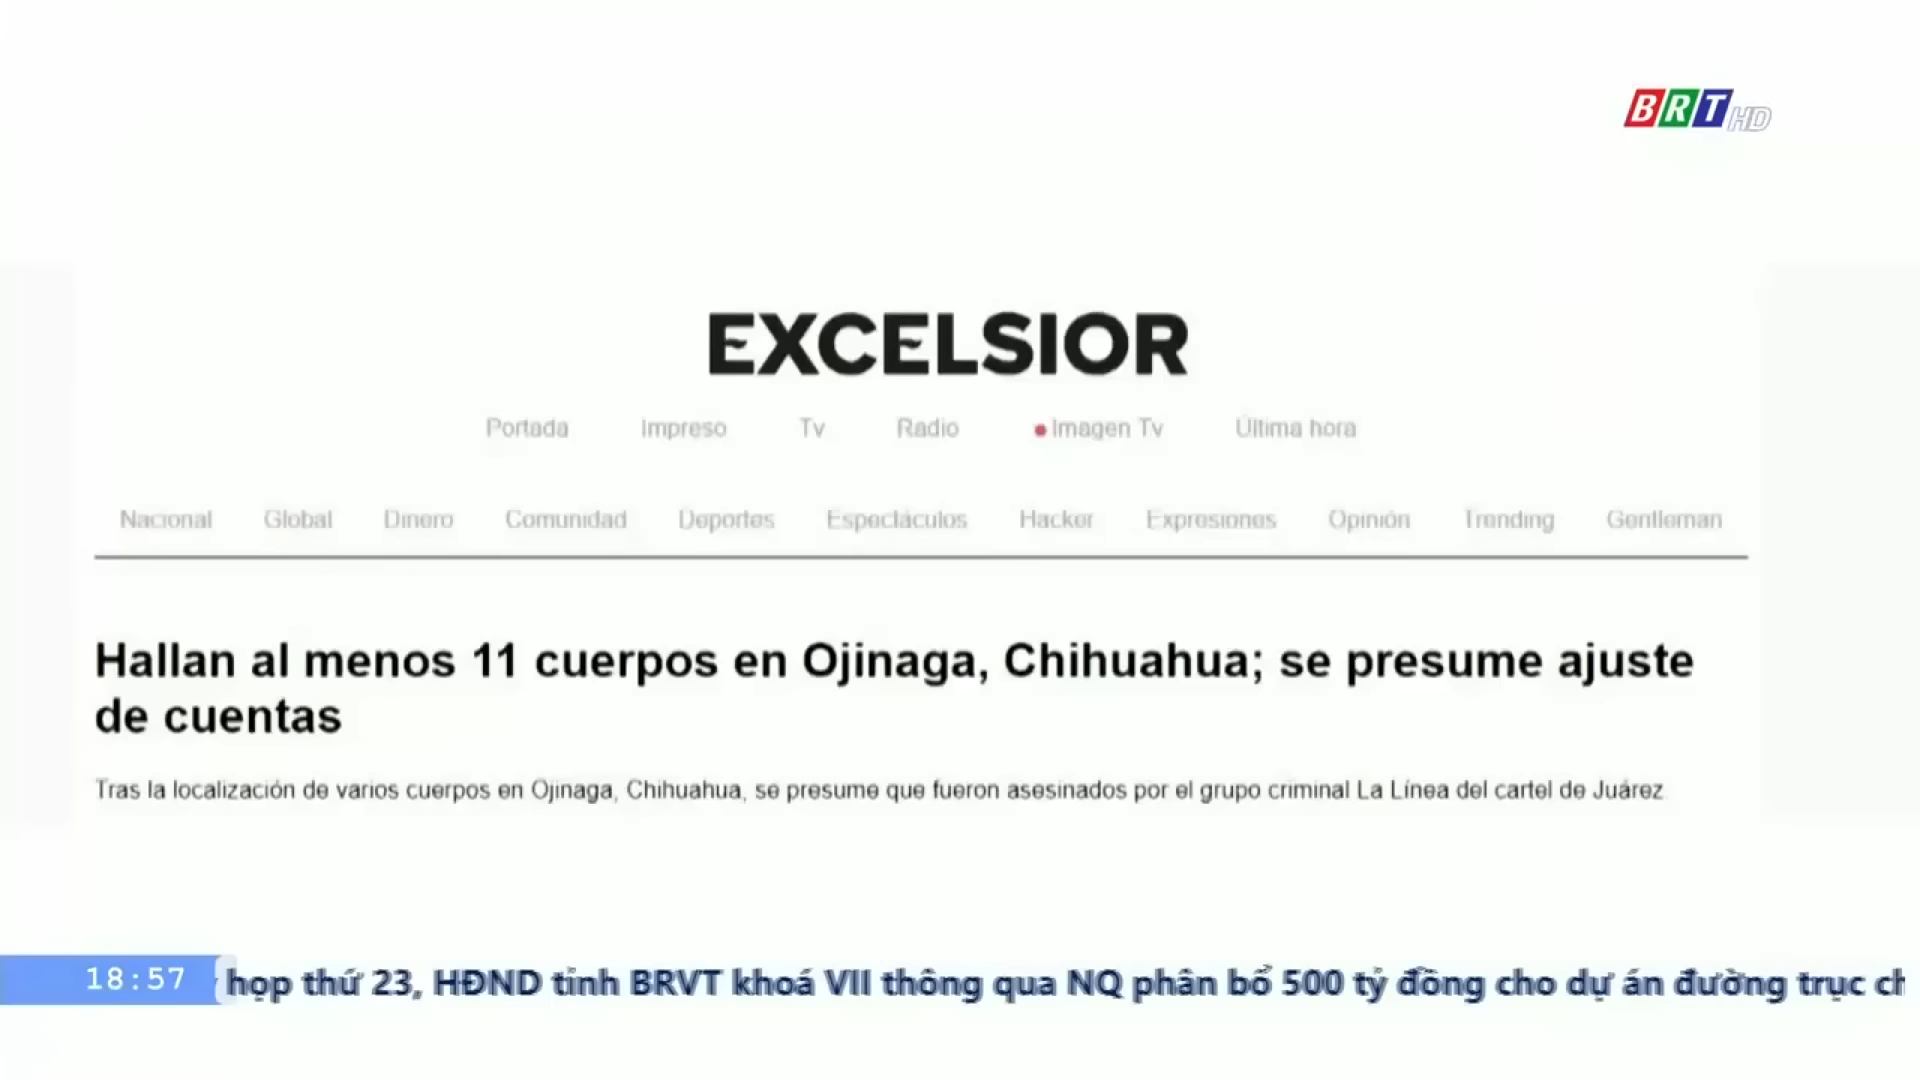 BRT HD
EXCELSIOR
Portada Impreso Tv Radio Imagen Tv Última hora
Nacional Global Dinero Comunidad Deportes Espectáculos Hacker Expresiones Opinión Trending Gentleman
Hallan al menos 11 cuerpos en Ojinaga, Chihuahua; se presume ajuste
de cuentas
Tras la localización de varios cuerpos en Ojinaga, Chihuahua, se presume que fueron asesinados por el grupo criminal La Línea del cartel de Juárez
18:57 họp thứ 23, HĐND tỉnh BRVT khoá VII thông qua NQ phân bổ 500 tỷ đồng cho dự án đường trục